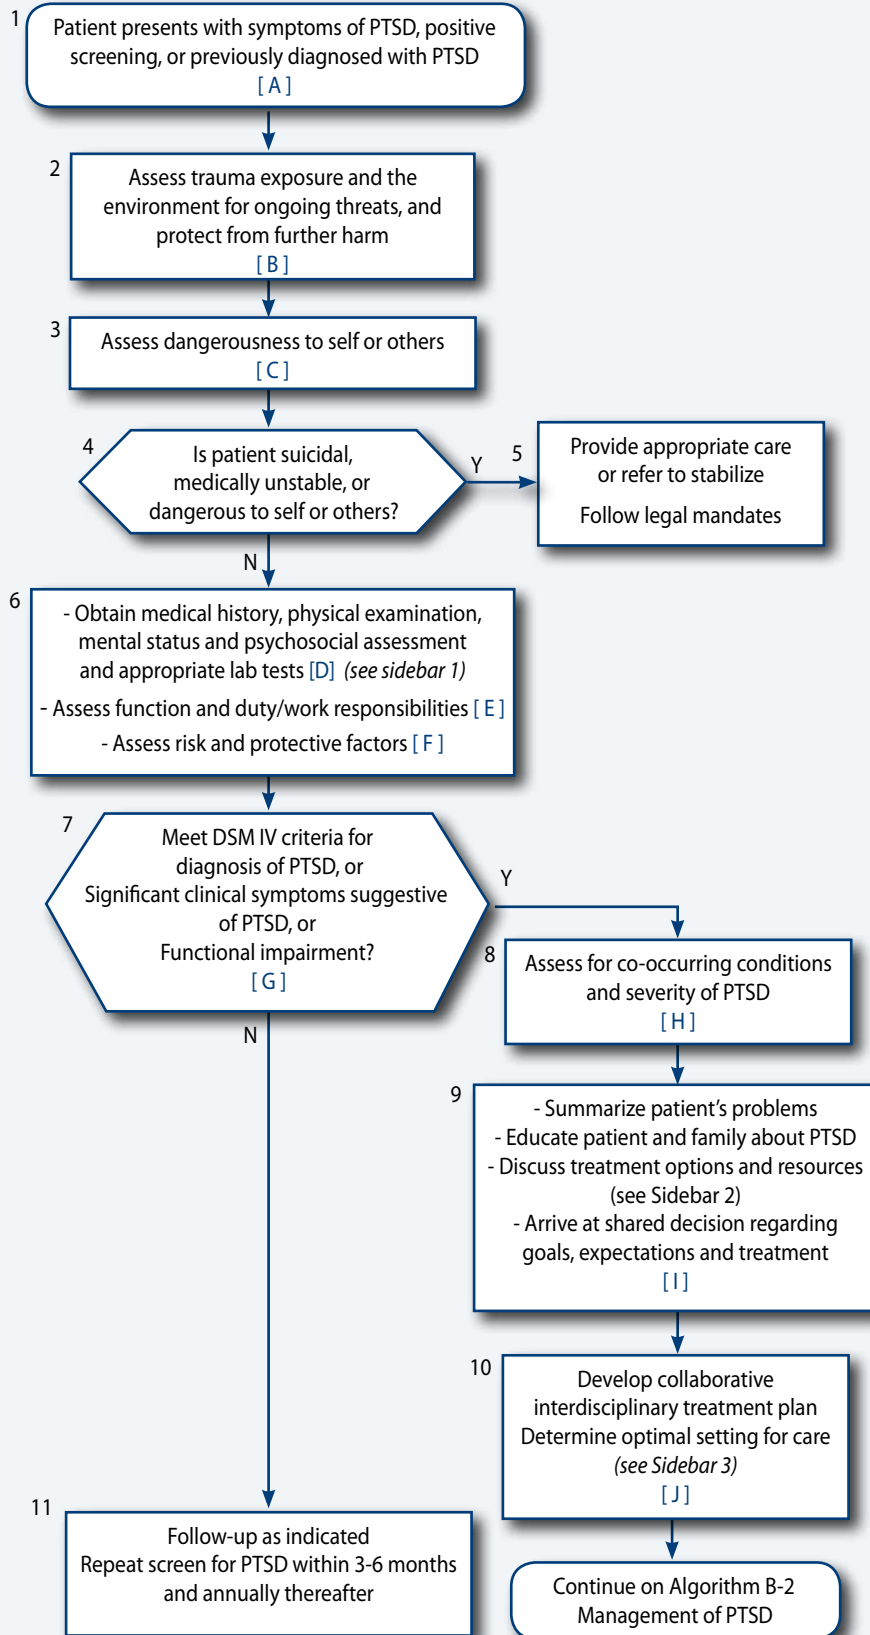 1
Patient presents with symptoms of PTSD, positive
screening, or previously diagnosed with PTSD
[ A ]
2
Assess trauma exposure and the
environment for ongoing threats, and
protect from further harm
[ B ]
3
Assess dangerousness to self or others
[ C ]
4
Is patient suicidal,
medically unstable, or
dangerous to self or others?
Y
5
Provide appropriate care
or refer to stabilize
Follow legal mandates
N
6
- Obtain medical history, physical examination,
mental status and psychosocial assessment
and appropriate lab tests [D] (see sidebar 1)
- Assess function and duty/work responsibilities [ E ]
- Assess risk and protective factors [ F ]
7
Meet DSM IV criteria for
diagnosis of PTSD, or
Significant clinical symptoms suggestive
of PTSD, or
Functional impairment?
[ G ]
Y
8
Assess for co-occurring conditions
and severity of PTSD
[ H ]
9
- Summarize patient's problems
- Educate patient and family about PTSD
- Discuss treatment options and resources
(see Sidebar 2)
- Arrive at shared decision regarding
goals, expectations and treatment
[ I ]
10
Develop collaborative
interdisciplinary treatment plan
Determine optimal setting for care
(see Sidebar 3)
[ J ]
N
11
Follow-up as indicated
Repeat screen for PTSD within 3-6 months
and annually thereafter
Continue on Algorithm B-2
Management of PTSD